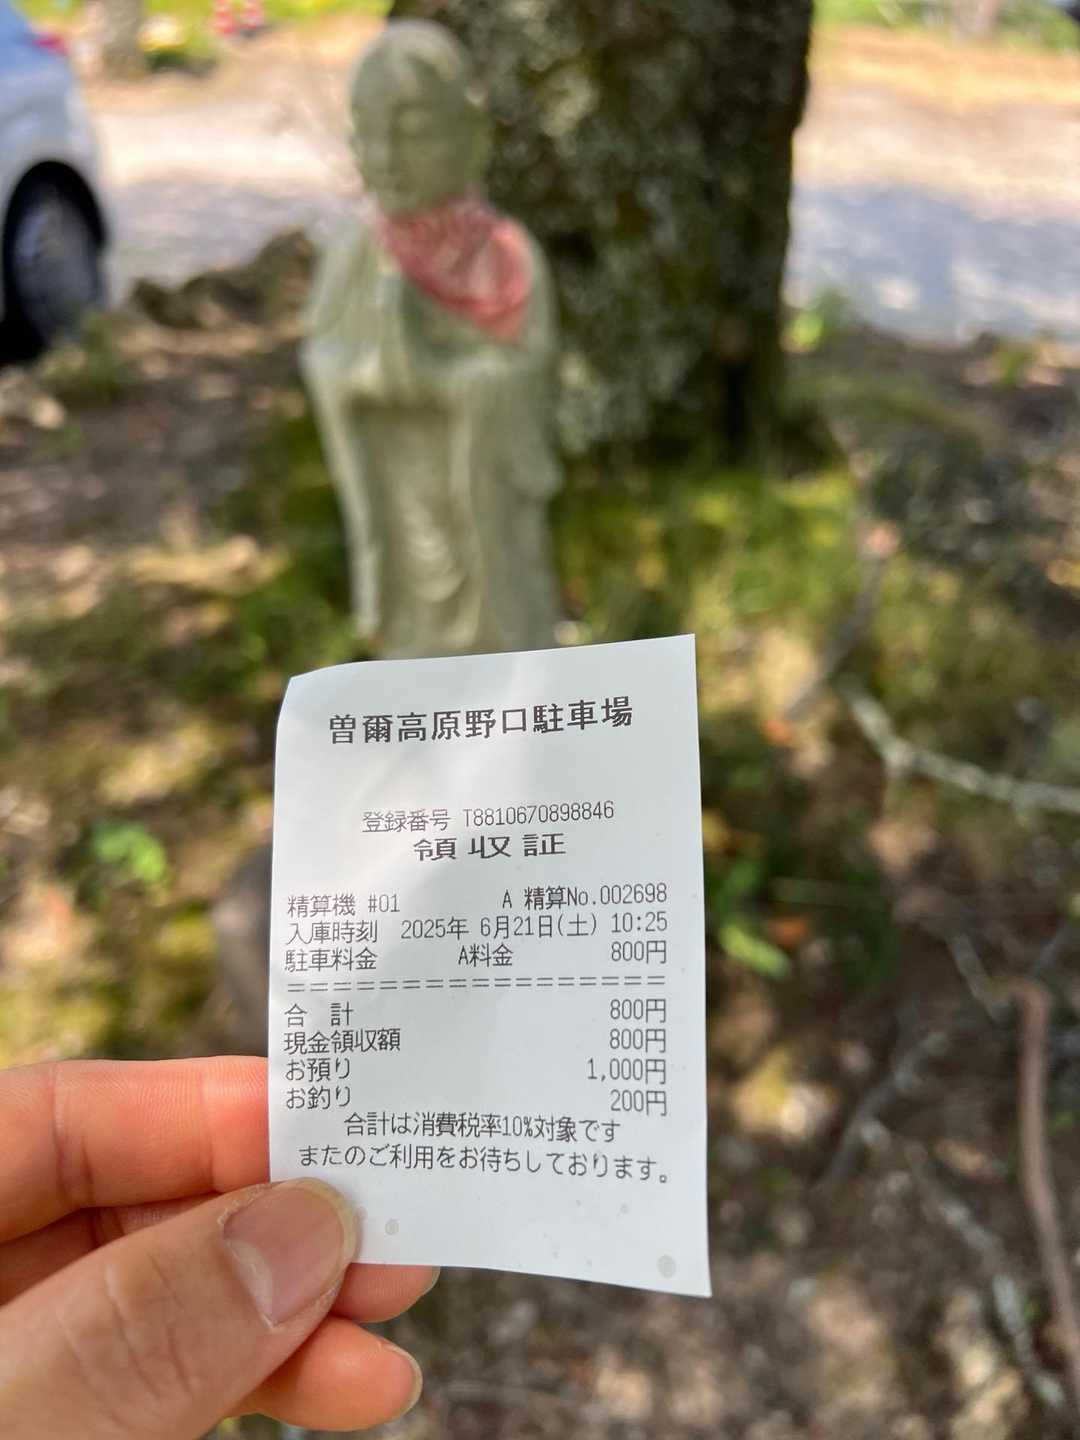 曽爾高原野口駐車場
登録番号 T8810670898846
領収証
精算機 #01 A 精算No.002698
入庫時刻 2025年 6月21日(土) 10:25
駐車料金 A料金 800円
=================
合 計 800円
現金領収額 800円
お預り 1,000円
お釣り 200円
合計は消費税率10%対象です
またのご利用をお待ちしております。